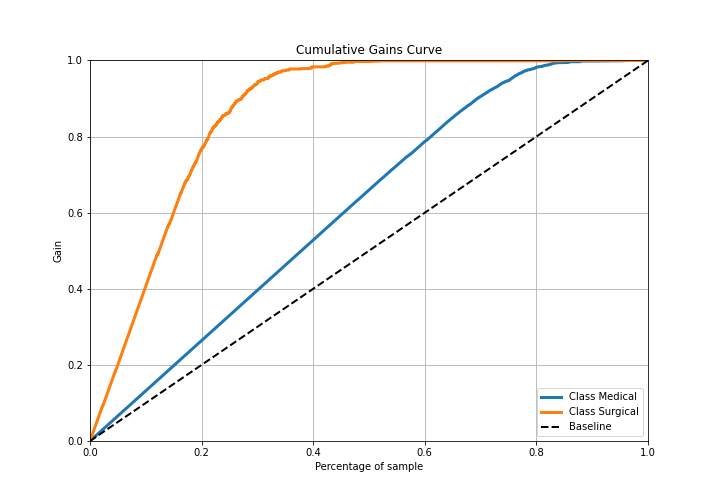 Cumulative Gains Curve
1.0
0.8
0.6
0.4
0.2
0.0
Gain
0.0 0.2 0.4 0.6 0.8 1.0
Percentage of sample
Class Medical
Class Surgical
Baseline